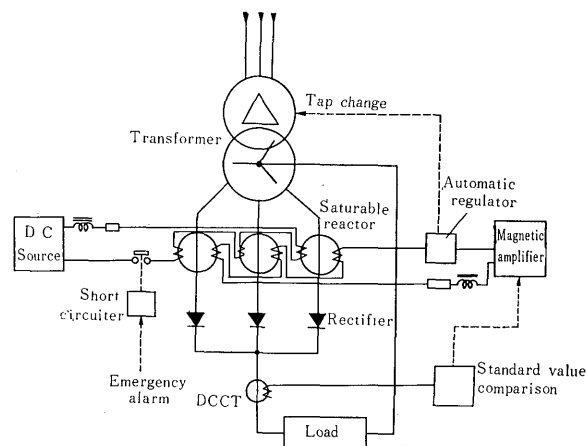 Tap change
Transformer
Saturable
reactor
Automatic
regulator
D C
Source
Magnetic
amplifier
Short
circuiter
Rectifier
Emergency
alarm
DCCT
Standard value
comparison
Load